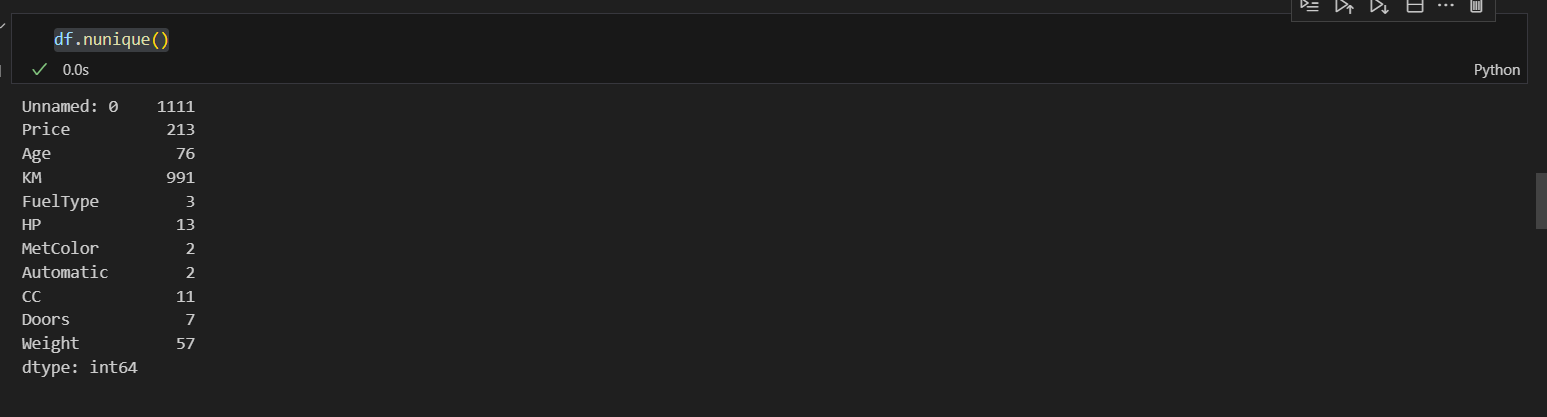 df.nunique()
0.0s
Python
Unnamed: 0    1111
Price          213
Age             76
KM             991
FuelType         3
HP              13
MetColor         2
Automatic        2
CC              11
Doors            7
Weight          57
dtype: int64